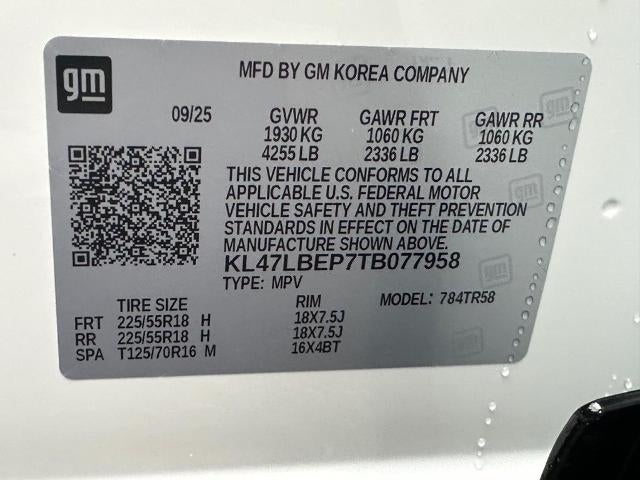 gm
MFD BY GM KOREA COMPANY
09/25 GVWR GAWR FRT GAWR RR
1930 KG 1060 KG 1060 KG
4255 LB 2336 LB 2336 LB
THIS VEHICLE CONFORMS TO ALL
APPLICABLE U.S. FEDERAL MOTOR
VEHICLE SAFETY AND THEFT PREVENTION
STANDARDS IN EFFECT ON THE DATE OF
MANUFACTURE SHOWN ABOVE.
KL47LBEP7TB077958
TYPE: MPV MODEL: 784TR58
TIRE SIZE RIM
FRT 225/55R18 H 18X7.5J
RR 225/55R18 H 18X7.5J
SPA T125/70R16 M 16X4BT